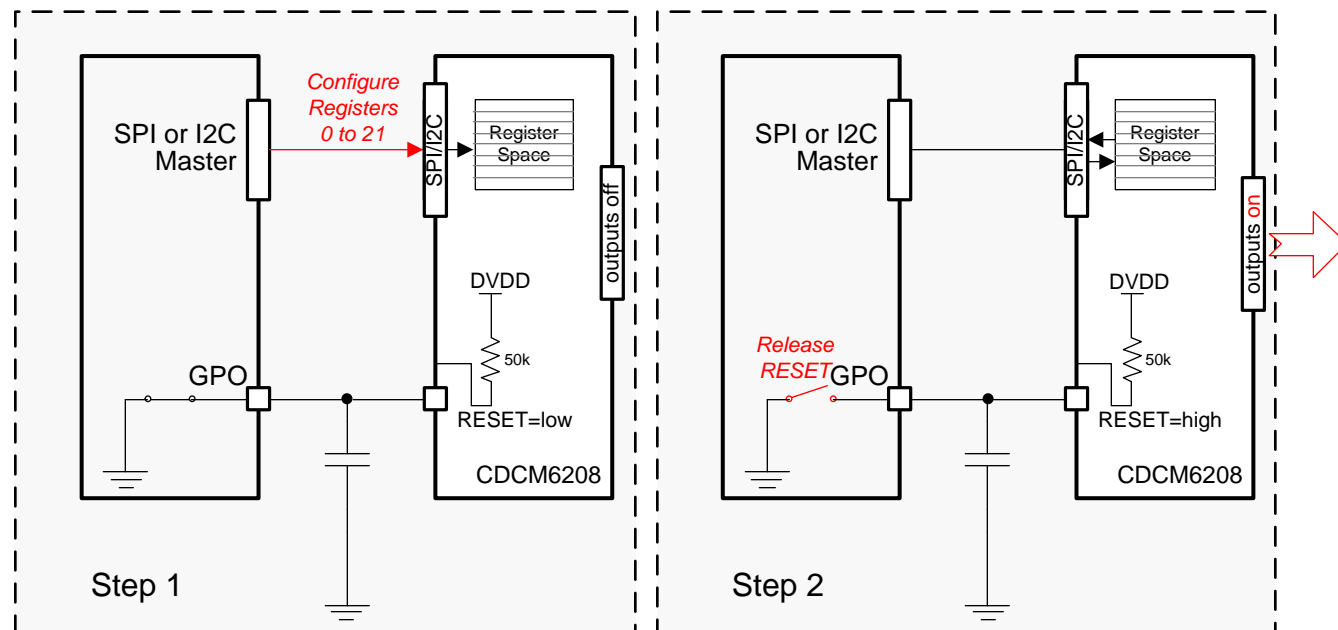 Configure
Registers
0 to 21
SPI or I2C
Master
SPI/I2C
Register
Space
outputs off
DVDD
50k
GPO
RESET=low
CDCM6208
Step 1
SPI or I2C
Master
SPI/I2C
Register
Space
outputs on
DVDD
50k
Release
RESET
GPO
RESET=high
CDCM6208
Step 2